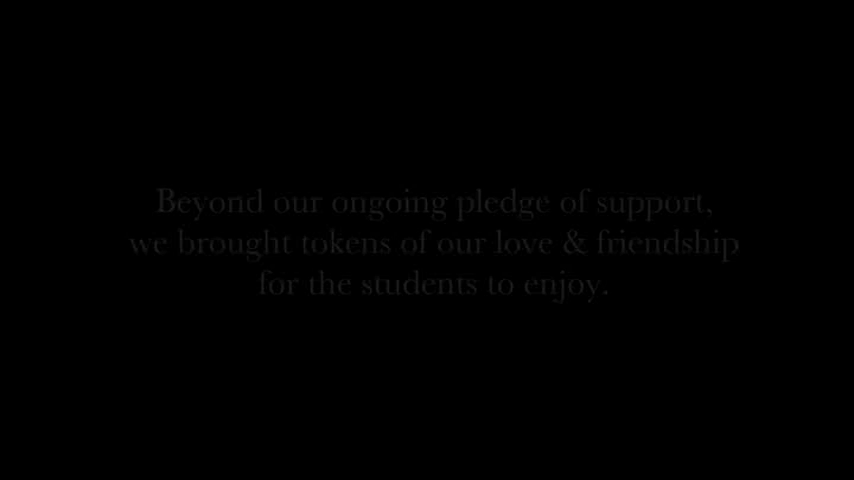 Beyond our ongoing pledge of support,
we brought tokens of our love & friendship
for the students to enjoy.